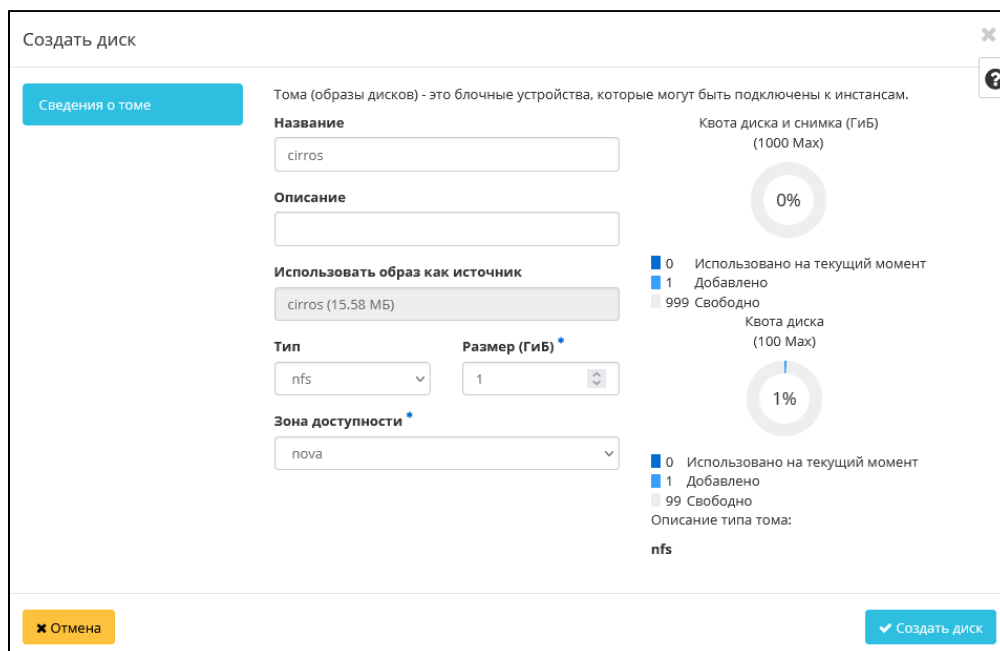 Создать диск
Сведения о томе
Тома (образы дисков) - это блочные устройства, которые могут быть подключены к инстансам.
Название
cirros
Описание
Использовать образ как источник
cirros (15.58 МБ)
Тип
Размер (ГиБ) *
nfs
1
Зона доступности *
nova
Квота диска и снимка (ГиБ)
(1000 Max)
0%
0 Использовано на текущий момент
1 Добавлено
999 Свободно
Квота диска
(100 Max)
1%
0 Использовано на текущий момент
1 Добавлено
99 Свободно
Описание типа тома:
nfs
Отмена
Создать диск